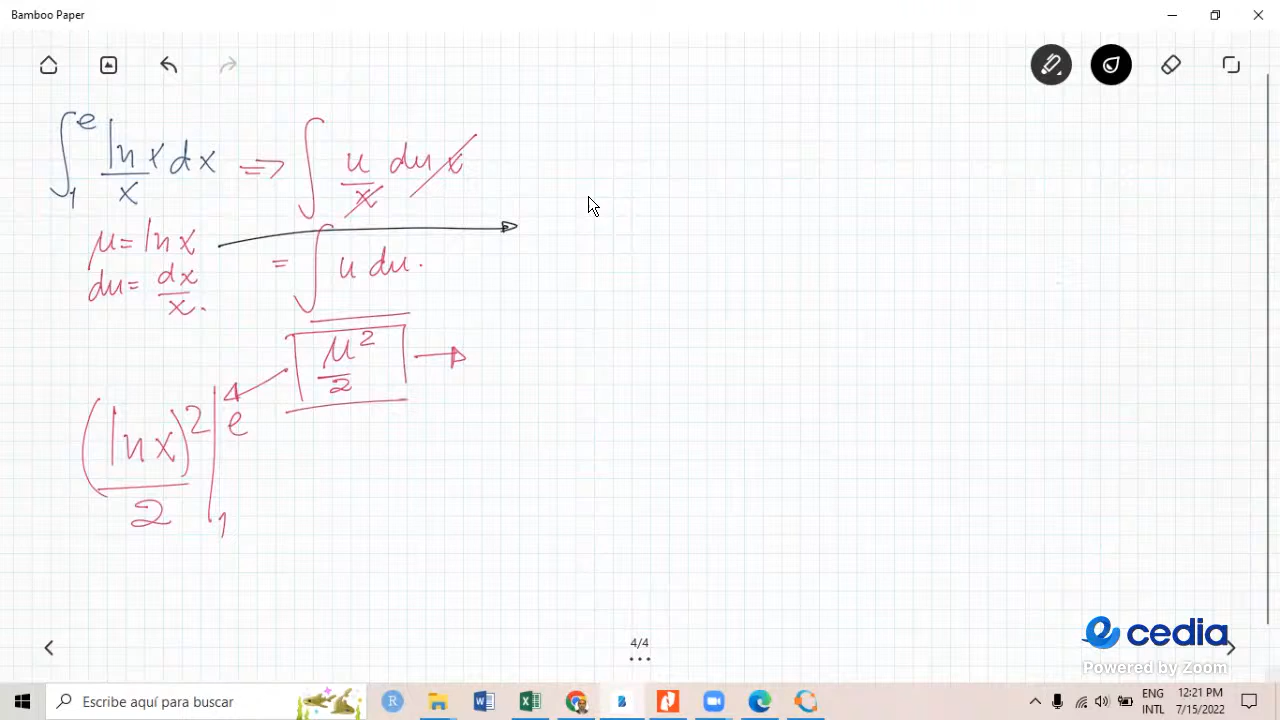 Bamboo Paper
∫₁ᵉ ln x / x dx ⇒ ∫ u / x du x
μ = ln x
du = dx / x .
= ∫ u du .
μ² / 2
(ln x)² / 2 |₁ᵉ
4/4
cedia
Powered by Zoom
Escribe aquí para buscar
ENG
INTL
12:21 PM
7/15/2022